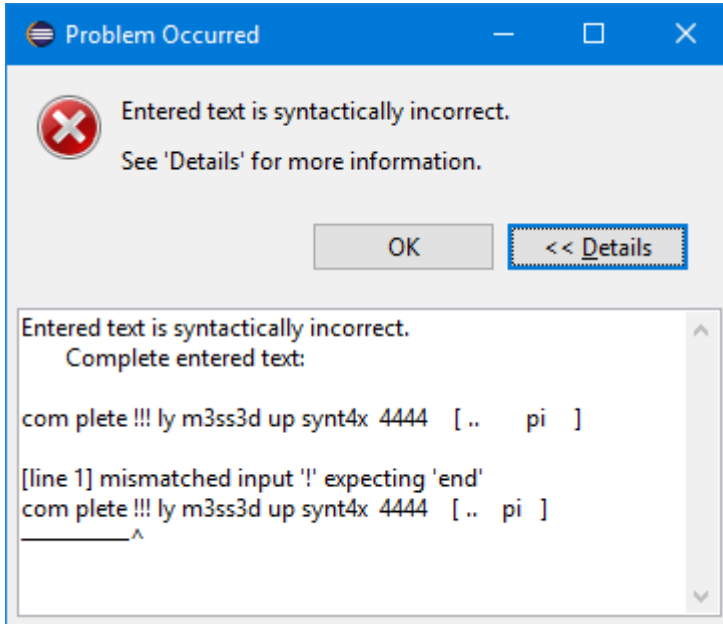 Problem Occurred
Entered text is syntactically incorrect.
See 'Details' for more information.
OK
<< Details
Entered text is syntactically incorrect.
Complete entered text:
com plete !!! ly m3ss3d up synt4x  4444    [ ..       pi    ]
[line 1] mismatched input '!' expecting 'end'
com plete !!! ly m3ss3d up synt4x  4444    [ ..    pi   ]
___________^